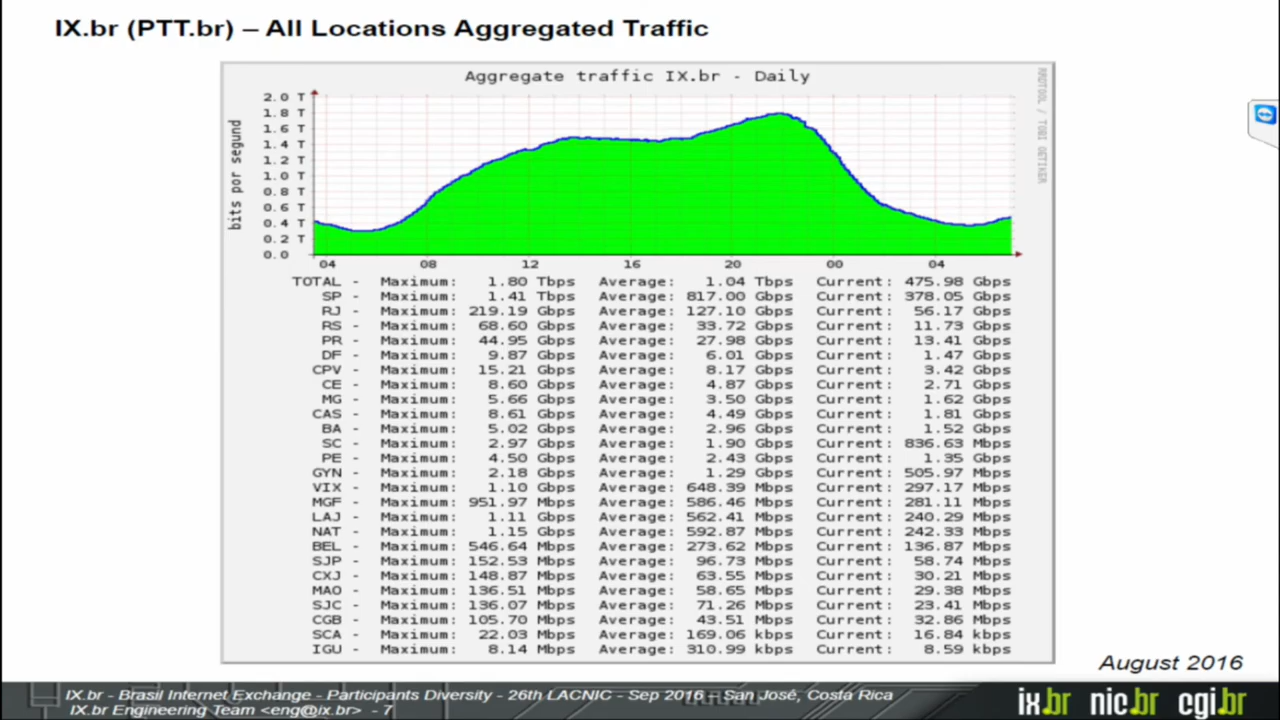 IX.br (PTT.br) – All Locations Aggregated Traffic
Aggregate traffic IX.br - Daily
RRDTOOL / TOBI OETIKER
bits por segund
2.0 T
1.8 T
1.6 T
1.4 T
1.2 T
1.0 T
0.8 T
0.6 T
0.4 T
0.2 T
0.0
04 08 12 16 20 00 04
TOTAL - Maximum: 1.80 Tbps Average: 1.04 Tbps Current: 475.98 Gbps
SP - Maximum: 1.41 Tbps Average: 817.00 Gbps Current: 378.05 Gbps
RJ - Maximum: 219.19 Gbps Average: 127.10 Gbps Current: 56.17 Gbps
RS - Maximum: 68.60 Gbps Average: 33.72 Gbps Current: 11.73 Gbps
PR - Maximum: 44.95 Gbps Average: 27.98 Gbps Current: 13.41 Gbps
DF - Maximum: 9.87 Gbps Average: 6.01 Gbps Current: 1.47 Gbps
CPV - Maximum: 15.21 Gbps Average: 8.17 Gbps Current: 3.42 Gbps
CE - Maximum: 8.60 Gbps Average: 4.87 Gbps Current: 2.71 Gbps
MG - Maximum: 5.66 Gbps Average: 3.50 Gbps Current: 1.62 Gbps
CAS - Maximum: 8.61 Gbps Average: 4.49 Gbps Current: 1.81 Gbps
BA - Maximum: 5.02 Gbps Average: 2.96 Gbps Current: 1.52 Gbps
SC - Maximum: 2.97 Gbps Average: 1.90 Gbps Current: 836.63 Mbps
PE - Maximum: 4.50 Gbps Average: 2.43 Gbps Current: 1.35 Gbps
GYN - Maximum: 2.18 Gbps Average: 1.29 Gbps Current: 505.97 Mbps
VIX - Maximum: 1.10 Gbps Average: 648.39 Mbps Current: 297.17 Mbps
MGF - Maximum: 951.97 Mbps Average: 586.46 Mbps Current: 281.11 Mbps
LAJ - Maximum: 1.11 Gbps Average: 562.41 Mbps Current: 240.29 Mbps
NAT - Maximum: 1.15 Gbps Average: 592.87 Mbps Current: 242.33 Mbps
BEL - Maximum: 546.64 Mbps Average: 273.62 Mbps Current: 136.87 Mbps
SJP - Maximum: 152.53 Mbps Average: 96.73 Mbps Current: 58.74 Mbps
CXJ - Maximum: 148.87 Mbps Average: 63.55 Mbps Current: 30.21 Mbps
MAO - Maximum: 136.51 Mbps Average: 58.65 Mbps Current: 29.38 Mbps
SJC - Maximum: 136.07 Mbps Average: 71.26 Mbps Current: 23.41 Mbps
CGB - Maximum: 105.70 Mbps Average: 43.51 Mbps Current: 32.86 Mbps
SCA - Maximum: 22.03 Mbps Average: 169.06 kbps Current: 16.84 kbps
IGU - Maximum: 8.14 Mbps Average: 310.99 kbps Current: 8.59 kbps
August 2016
IX.br - Brasil Internet Exchange - Participants Diversity - 26th LACNIC - Sep 2016 – San José, Costa Rica
IX.br Engineering Team <eng@ix.br> - 7
ix.br nic.br cgi.br